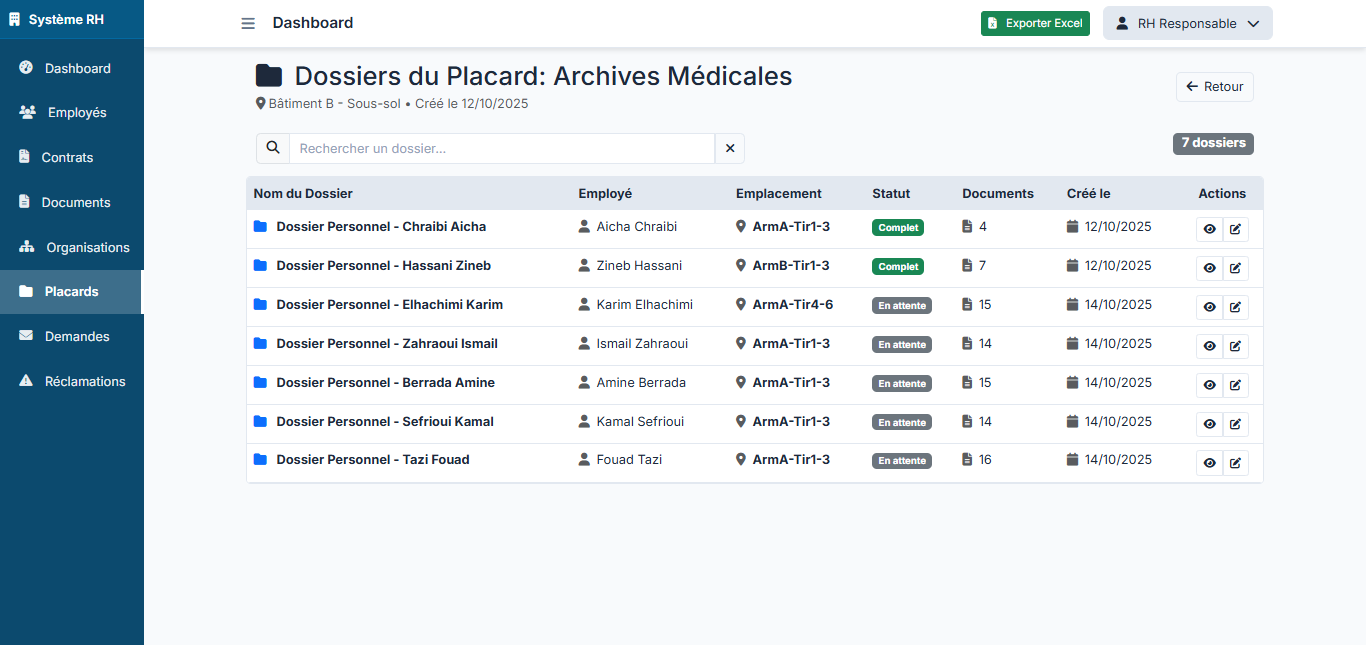 Système RH
Dashboard
Employés
Contrats
Documents
Organisations
Placards
Demandes
Réclamations
Dashboard
Exporter Excel
RH Responsable
Dossiers du Placard: Archives Médicales
Bâtiment B - Sous-sol • Créé le 12/10/2025
Retour
Rechercher un dossier...
7 dossiers
Nom du Dossier Employé Emplacement Statut Documents Créé le Actions
Dossier Personnel - Chraibi Aicha Aicha Chraibi ArmA-Tir1-3 Complet 4 12/10/2025
Dossier Personnel - Hassani Zineb Zineb Hassani ArmB-Tir1-3 Complet 7 12/10/2025
Dossier Personnel - Elhachimi Karim Karim Elhachimi ArmA-Tir4-6 En attente 15 14/10/2025
Dossier Personnel - Zahraoui Ismail Ismail Zahraoui ArmA-Tir1-3 En attente 14 14/10/2025
Dossier Personnel - Berrada Amine Amine Berrada ArmA-Tir1-3 En attente 15 14/10/2025
Dossier Personnel - Sefrioui Kamal Kamal Sefrioui ArmA-Tir1-3 En attente 14 14/10/2025
Dossier Personnel - Tazi Fouad Fouad Tazi ArmA-Tir1-3 En attente 16 14/10/2025